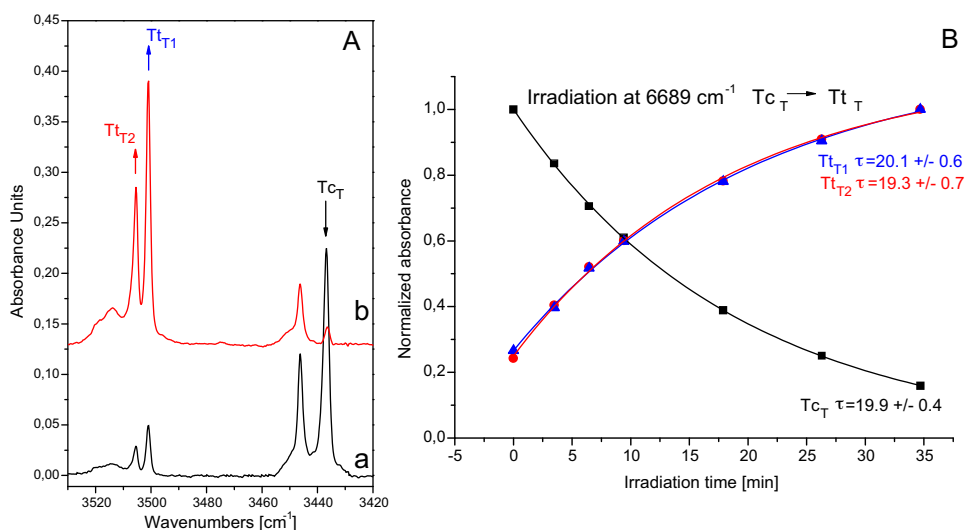 A
Tt_T1
Tt_T2
Tc_T
b
a
0,45
0,40
0,35
0,30
0,25
0,20
0,15
0,10
0,05
0,00
Absorbance Units
3520 3500 3480 3460 3440 3420
Wavenumbers [cm⁻¹]
B
Irradiation at 6689 cm⁻¹ Tc_T → Tt_T
Tt_T1 τ=20.1 +/- 0.6
Tt_T2 τ=19.3 +/- 0.7
Tc_T τ=19.9 +/- 0.4
1,0
0,8
0,6
0,4
0,2
0,0
Normalized absorbance
-5 0 5 10 15 20 25 30 35 40
Irradiation time [min]